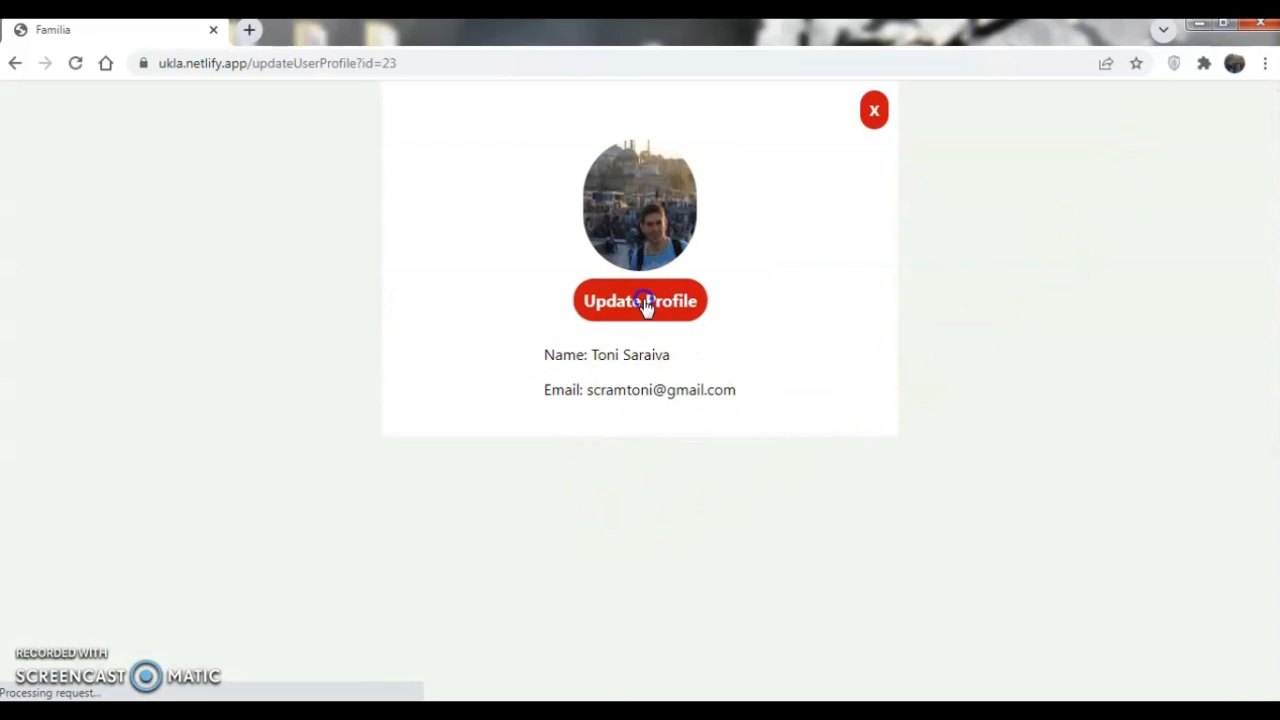 Familia
ukla.netlify.app/updateUserProfile?id=23
x
Update Profile
Name: Toni Saraiva
Email: scramtoni@gmail.com
RECORDED WITH
SCREENCAST MATIC
Processing request...